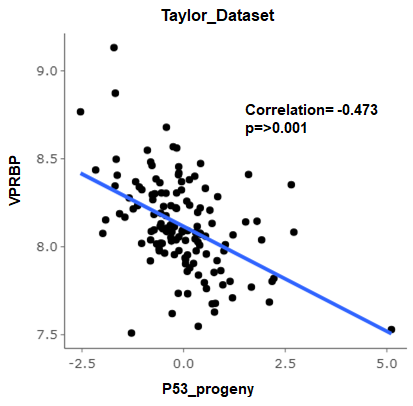 Taylor_Dataset
9.0
Correlation= -0.473
p=>0.001
8.5
VPRBP
8.0
7.5
-2.5 0.0 2.5 5.0
P53_progeny